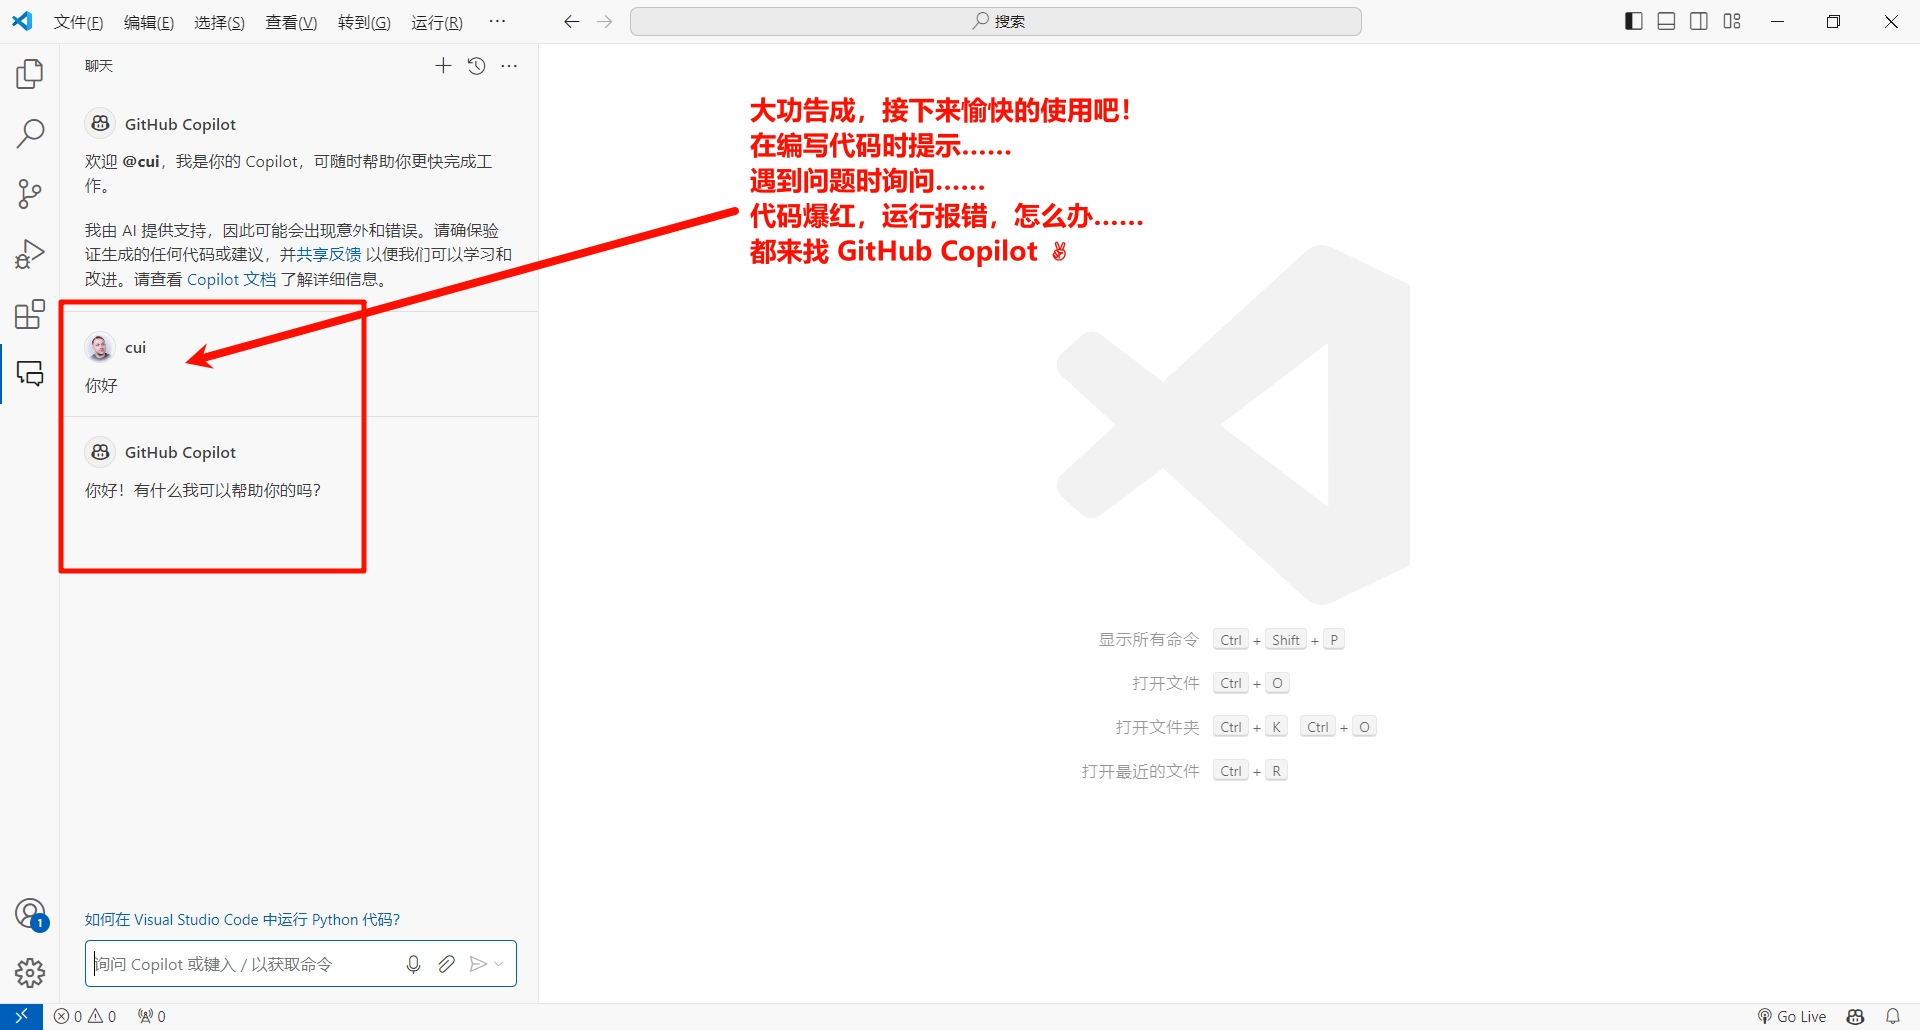 文件(F) 编辑(E) 选择(S) 查看(V) 转到(G) 运行(R) ··· 搜索
聊天
GitHub Copilot
欢迎 @cui，我是你的 Copilot，可随时帮助你更快完成工
作。
我由 AI 提供支持，因此可能会出现意外和错误。请确保验
证生成的任何代码或建议，并共享反馈 以便我们可以学习和
改进。请查看 Copilot 文档 了解详细信息。
cui
你好
GitHub Copilot
你好！有什么我可以帮助你的吗？
如何在 Visual Studio Code 中运行 Python 代码？
询问 Copilot 或键入 / 以获取命令
大功告成，接下来愉快的使用吧！
在编写代码时提示……
遇到问题时询问……
代码爆红，运行报错，怎么办……
都来找 GitHub Copilot ✌
显示所有命令 Ctrl + Shift + P
打开文件 Ctrl + O
打开文件夹 Ctrl + K Ctrl + O
打开最近的文件 Ctrl + R
1
0 0 0 Go Live